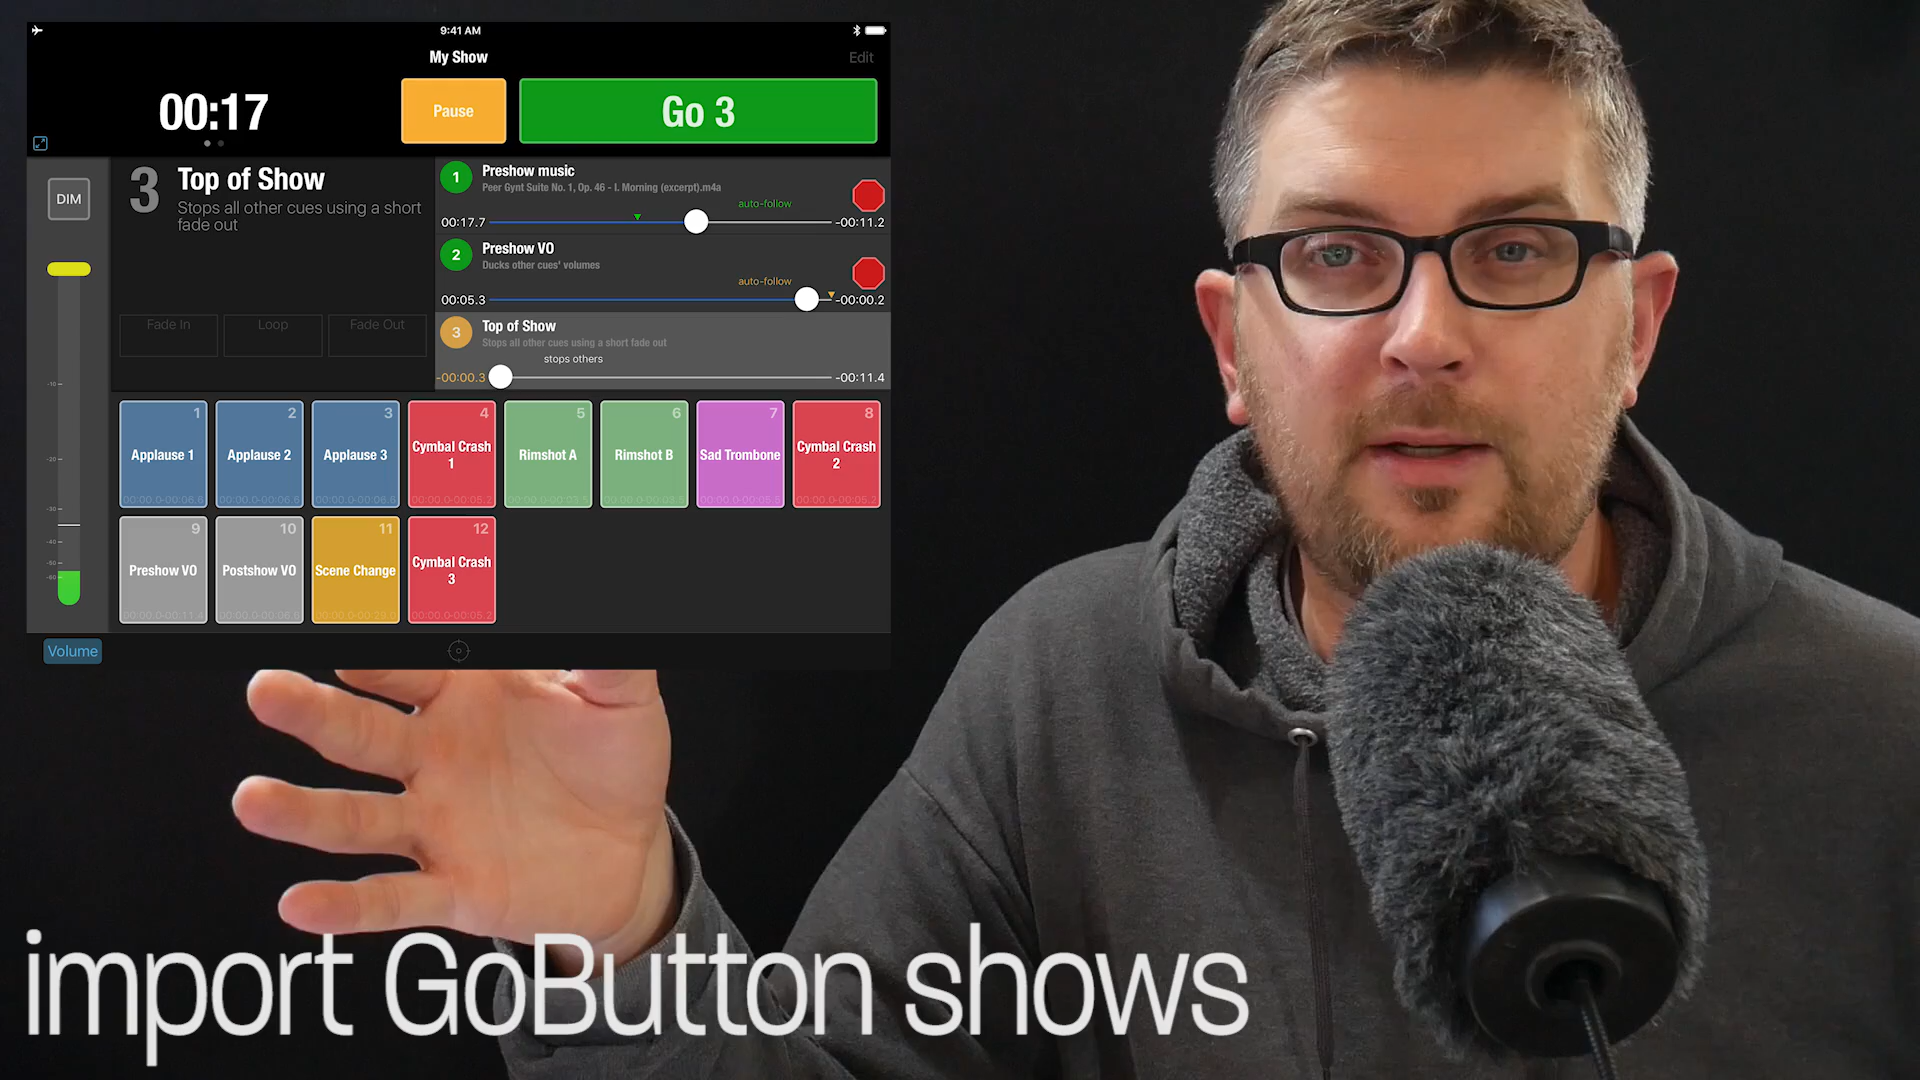 9:41 AM
My Show
Edit
00:17
Pause
Go 3
DIM
3
Top of Show
Stops all other cues using a short
fade out
Fade In
Loop
Fade Out
1
Preshow music
Peer Gynt Suite No. 1, Op. 46 - I. Morning (excerpt).m4a
auto-follow
00:17.7
-00:11.2
2
Preshow VO
Ducks other cues' volumes
auto-follow
00:05.3
-00:00.2
3
Top of Show
Stops all other cues using a short fade out
stops others
-00:00.3
-00:11.4
-10
-20
-30
-40
-50
-60
1
Applause 1
2
Applause 2
3
Applause 3
4
Cymbal Crash
1
5
Rimshot A
6
Rimshot B
7
Sad Trombone
8
Cymbal Crash
2
9
Preshow VO
10
Postshow VO
11
Scene Change
12
Cymbal Crash
3
Volume
import GoButton shows